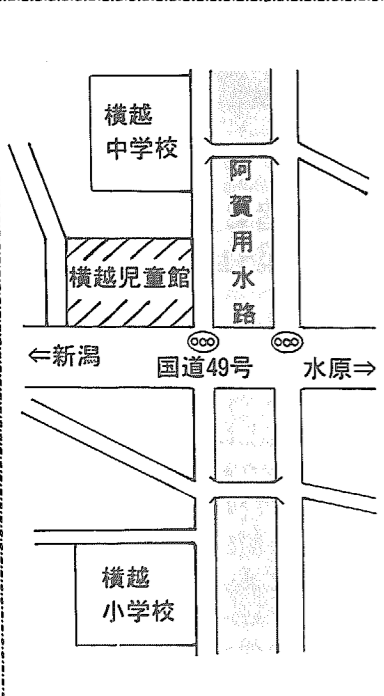 横越
中学校
阿賀用水路
横越児童館
⇐新潟
国道49号
水原⇒
横越
小学校